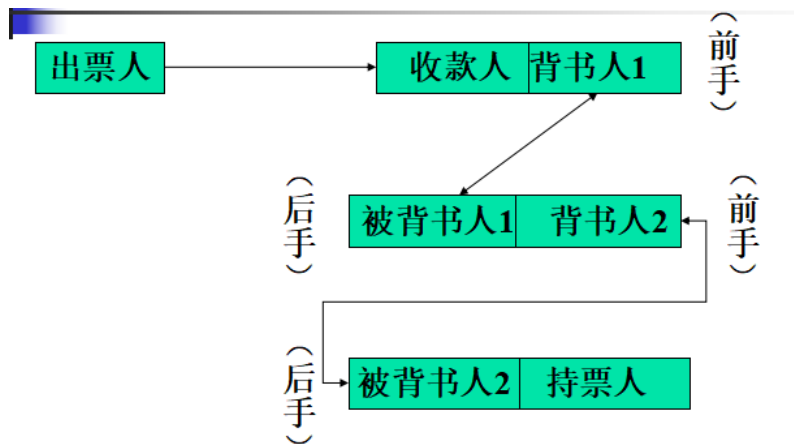 出票人
收款人 背书人1
（前手）
（后手）
被背书人1 背书人2
（前手）
（后手）
被背书人2 持票人